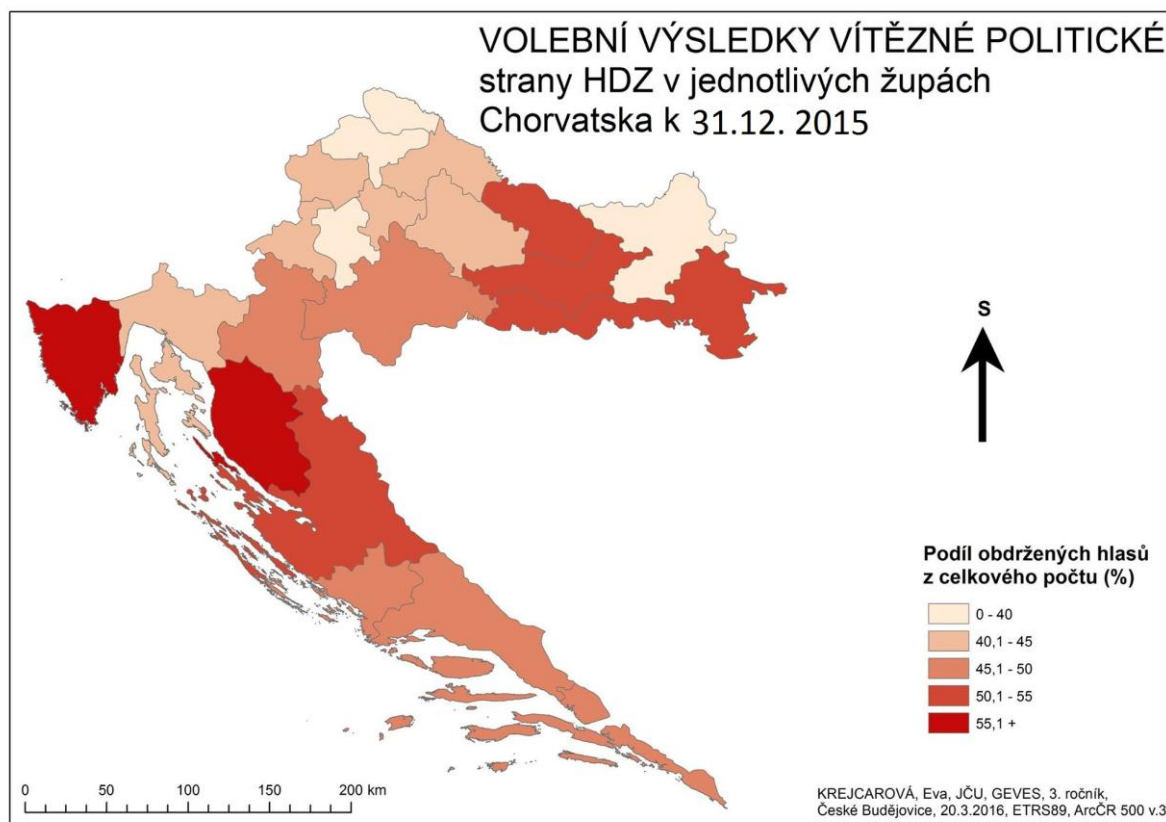 VOLEBNÍ VÝSLEDKY VÍTĚZNÉ POLITICKÉ
strany HDZ v jednotlivých župách
Chorvatska k 31.12. 2015
S
Podíl obdržených hlasů
z celkového počtu (%)
0 - 40
40,1 - 45
45,1 - 50
50,1 - 55
55,1 +
0 50 100 150 200 km
KREJCAROVÁ, Eva, JČU, GEVES, 3. ročník,
České Budějovice, 20.3.2016, ETRS89, ArcČR 500 v.3